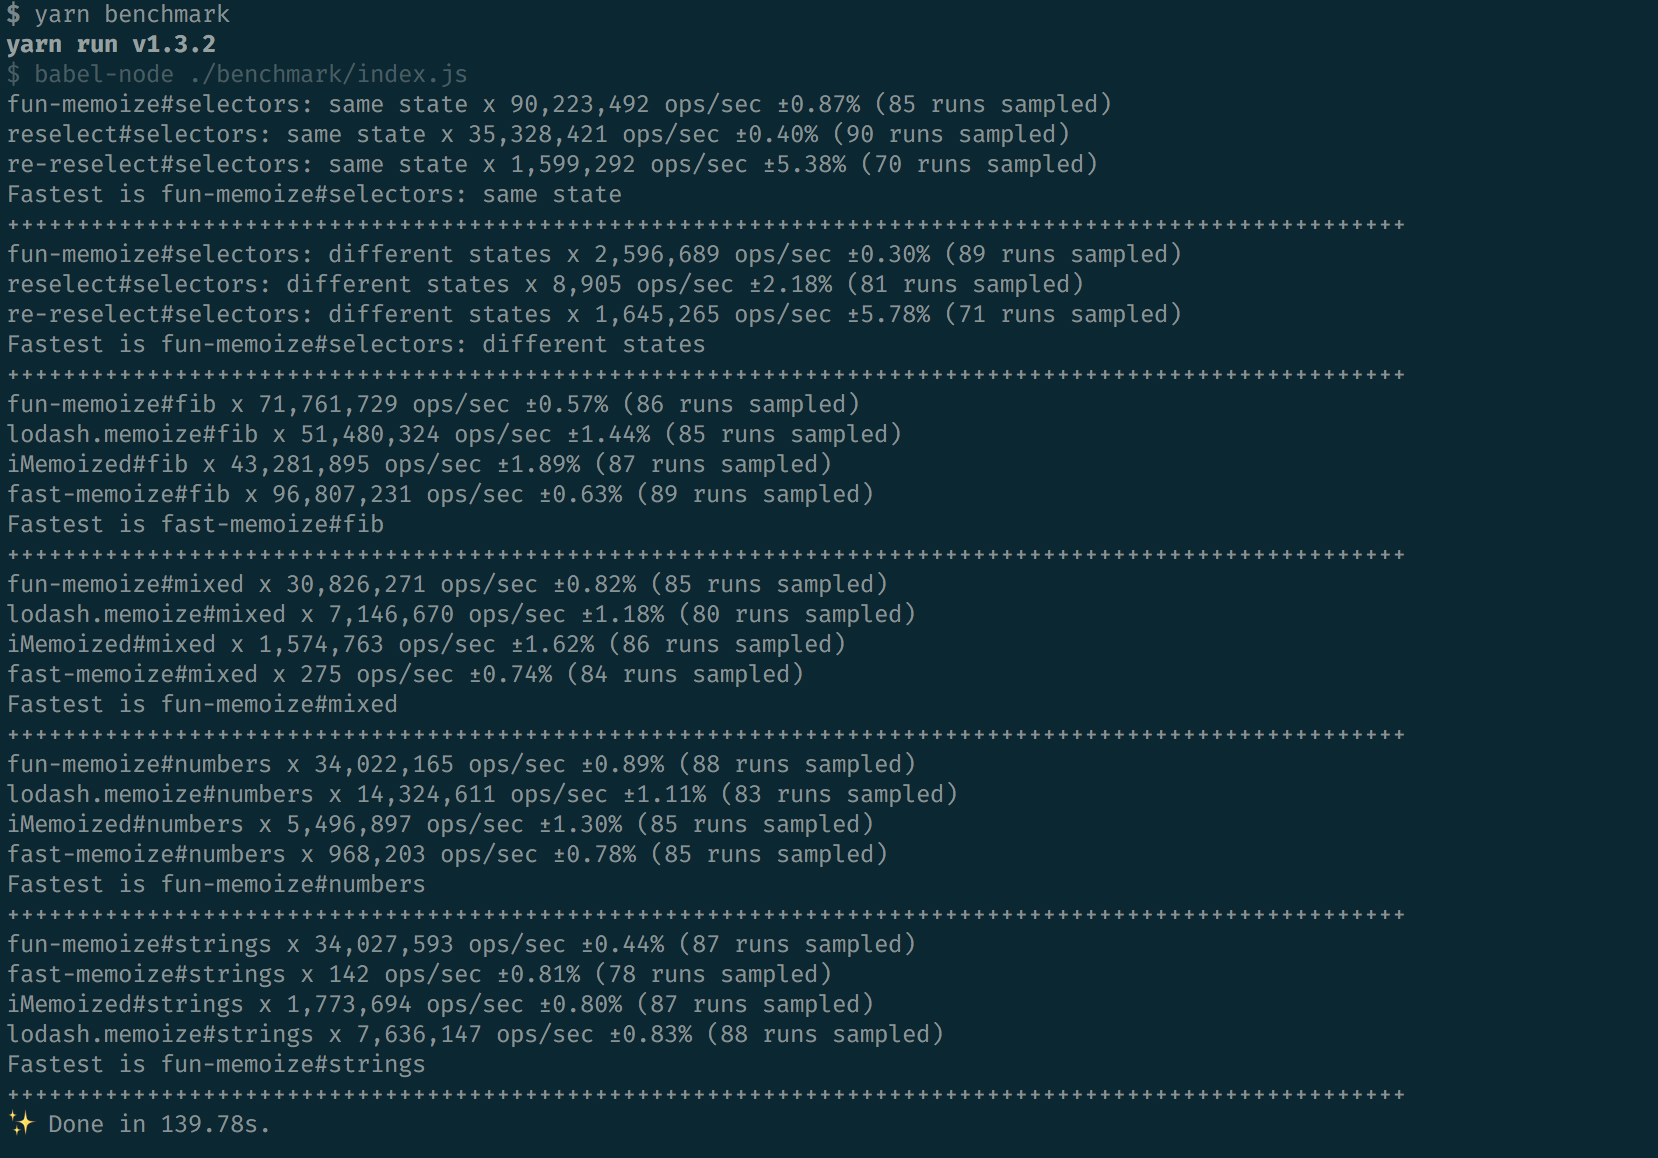 $ yarn benchmark
yarn run v1.3.2
$ babel-node ./benchmark/index.js
fun-memoize#selectors: same state x 90,223,492 ops/sec ±0.87% (85 runs sampled)
reselect#selectors: same state x 35,328,421 ops/sec ±0.40% (90 runs sampled)
re-reselect#selectors: same state x 1,599,292 ops/sec ±5.38% (70 runs sampled)
Fastest is fun-memoize#selectors: same state
++++++++++++++++++++++++++++++++++++++++++++++++++++++++++++++++++++++++++++++++++++++++++++++++++++
fun-memoize#selectors: different states x 2,596,689 ops/sec ±0.30% (89 runs sampled)
reselect#selectors: different states x 8,905 ops/sec ±2.18% (81 runs sampled)
re-reselect#selectors: different states x 1,645,265 ops/sec ±5.78% (71 runs sampled)
Fastest is fun-memoize#selectors: different states
++++++++++++++++++++++++++++++++++++++++++++++++++++++++++++++++++++++++++++++++++++++++++++++++++++
fun-memoize#fib x 71,761,729 ops/sec ±0.57% (86 runs sampled)
lodash.memoize#fib x 51,480,324 ops/sec ±1.44% (85 runs sampled)
iMemoized#fib x 43,281,895 ops/sec ±1.89% (87 runs sampled)
fast-memoize#fib x 96,807,231 ops/sec ±0.63% (89 runs sampled)
Fastest is fast-memoize#fib
++++++++++++++++++++++++++++++++++++++++++++++++++++++++++++++++++++++++++++++++++++++++++++++++++++
fun-memoize#mixed x 30,826,271 ops/sec ±0.82% (85 runs sampled)
lodash.memoize#mixed x 7,146,670 ops/sec ±1.18% (80 runs sampled)
iMemoized#mixed x 1,574,763 ops/sec ±1.62% (86 runs sampled)
fast-memoize#mixed x 275 ops/sec ±0.74% (84 runs sampled)
Fastest is fun-memoize#mixed
++++++++++++++++++++++++++++++++++++++++++++++++++++++++++++++++++++++++++++++++++++++++++++++++++++
fun-memoize#numbers x 34,022,165 ops/sec ±0.89% (88 runs sampled)
lodash.memoize#numbers x 14,324,611 ops/sec ±1.11% (83 runs sampled)
iMemoized#numbers x 5,496,897 ops/sec ±1.30% (85 runs sampled)
fast-memoize#numbers x 968,203 ops/sec ±0.78% (85 runs sampled)
Fastest is fun-memoize#numbers
++++++++++++++++++++++++++++++++++++++++++++++++++++++++++++++++++++++++++++++++++++++++++++++++++++
fun-memoize#strings x 34,027,593 ops/sec ±0.44% (87 runs sampled)
fast-memoize#strings x 142 ops/sec ±0.81% (78 runs sampled)
iMemoized#strings x 1,773,694 ops/sec ±0.80% (87 runs sampled)
lodash.memoize#strings x 7,636,147 ops/sec ±0.83% (88 runs sampled)
Fastest is fun-memoize#strings
++++++++++++++++++++++++++++++++++++++++++++++++++++++++++++++++++++++++++++++++++++++++++++++++++++
✨ Done in 139.78s.